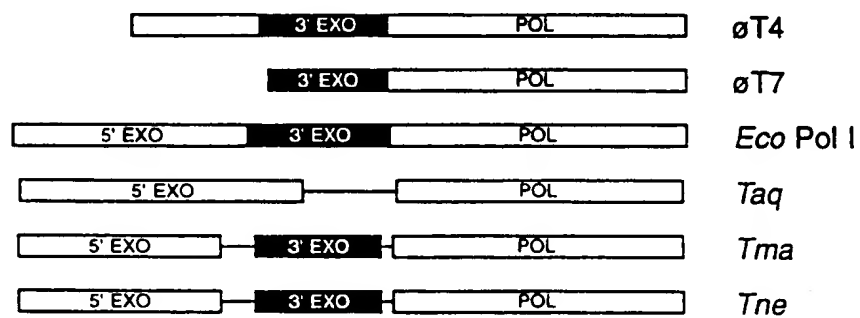 3' EXO POL øT4
3' EXO POL øT7
5' EXO 3' EXO POL Eco Pol I
5' EXO POL Taq
5' EXO 3' EXO POL Tma
5' EXO 3' EXO POL Tne